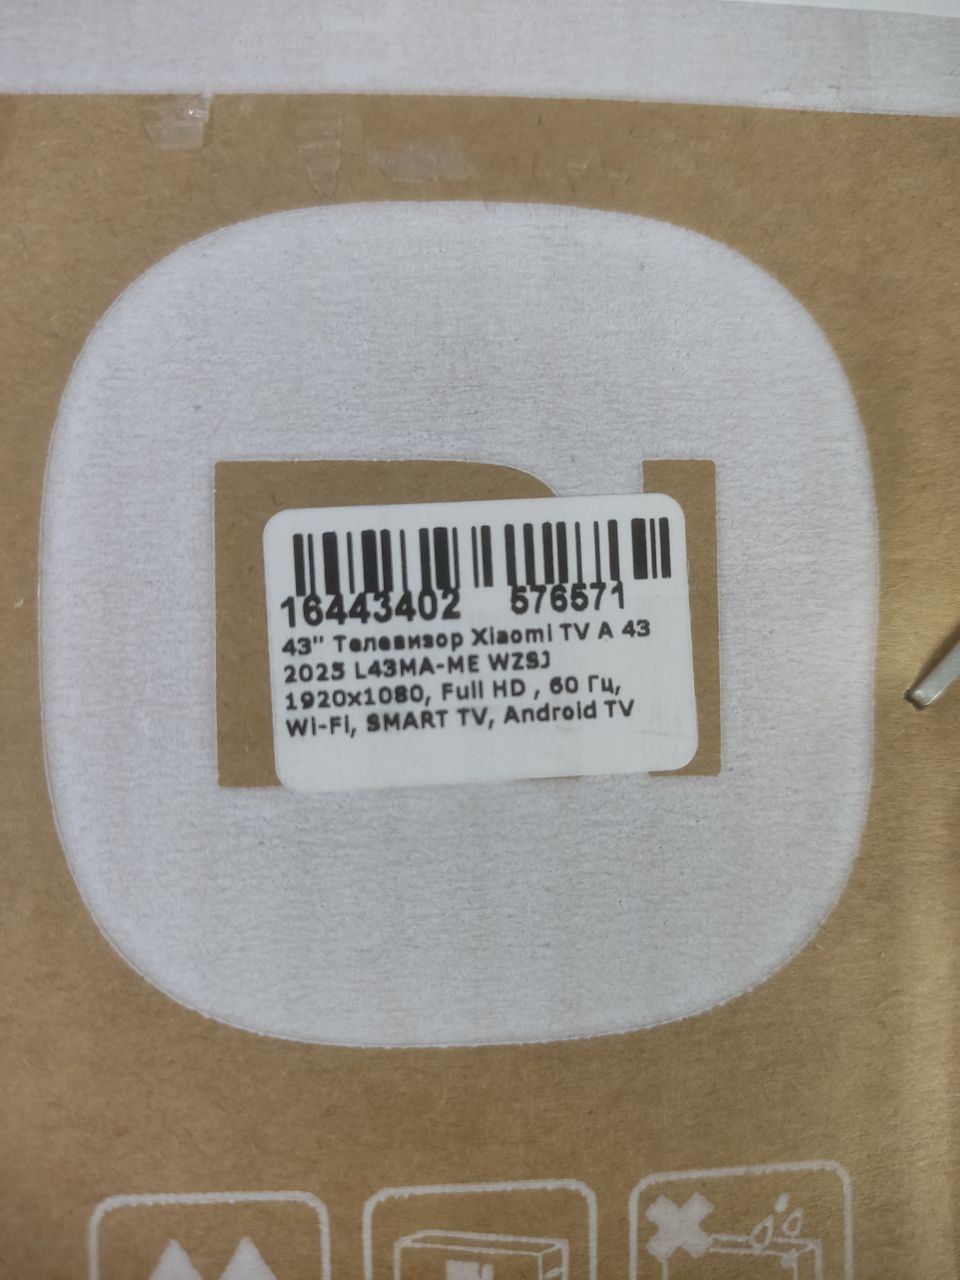 16443402 576571
43" Телевизор Xiaomi TV A 43
2025 L43MA-ME WZSJ
1920x1080, Full HD , 60 Гц,
Wi-Fi, SMART TV, Android TV